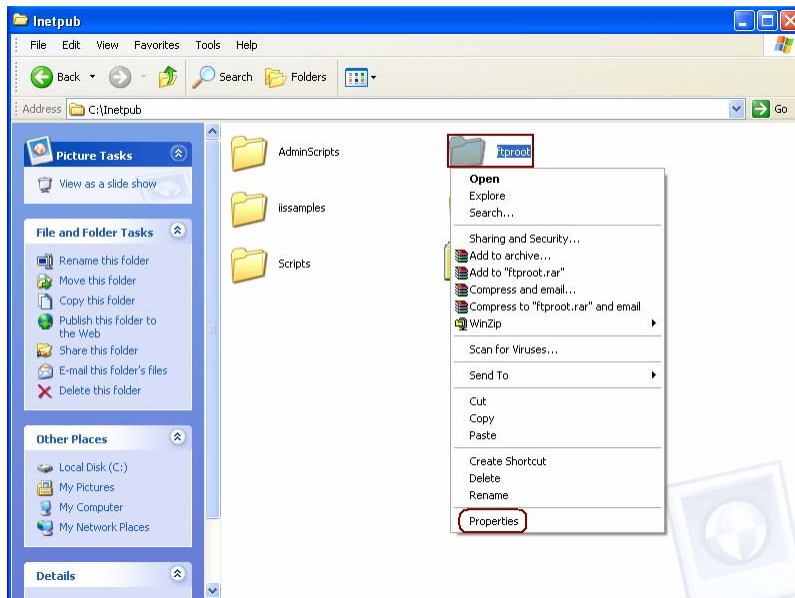 Inetpub
File Edit View Favorites Tools Help
Back Search Folders
Address C:\Inetpub Go
Picture Tasks
View as a slide show
File and Folder Tasks
Rename this folder
Move this folder
Copy this folder
Publish this folder to
the Web
Share this folder
E-mail this folder's files
Delete this folder
Other Places
Local Disk (C:)
My Pictures
My Computer
My Network Places
Details
AdminScripts
ftproot
iissamples
Scripts
Open
Explore
Search...
Sharing and Security...
Add to archive...
Add to "ftproot.rar"
Compress and email...
Compress to "ftproot.rar" and email
WinZip
Scan for Viruses...
Send To
Cut
Copy
Paste
Create Shortcut
Delete
Rename
Properties